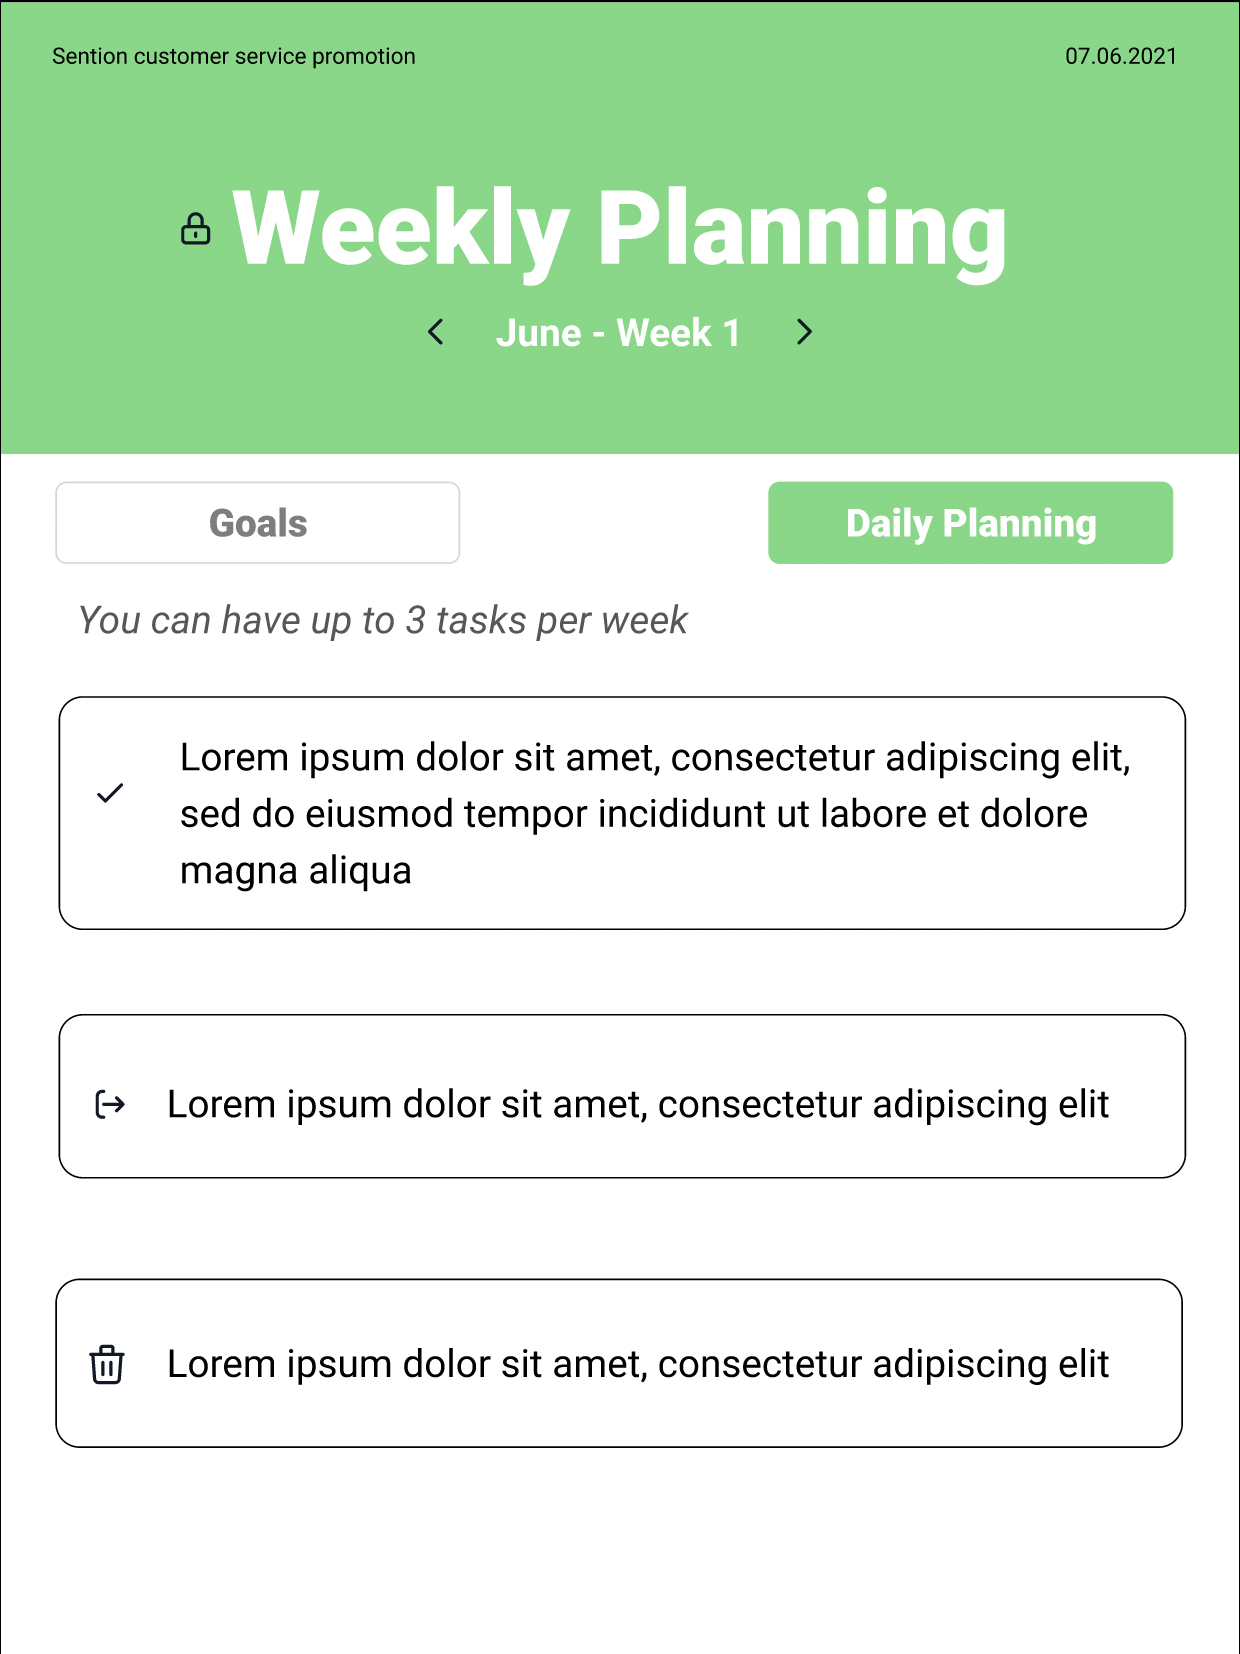 Sention customer service promotion
07.06.2021
Weekly Planning
June - Week 1
Goals
Daily Planning
You can have up to 3 tasks per week
Lorem ipsum dolor sit amet, consectetur adipiscing elit,
sed do eiusmod tempor incididunt ut labore et dolore
magna aliqua
Lorem ipsum dolor sit amet, consectetur adipiscing elit
Lorem ipsum dolor sit amet, consectetur adipiscing elit